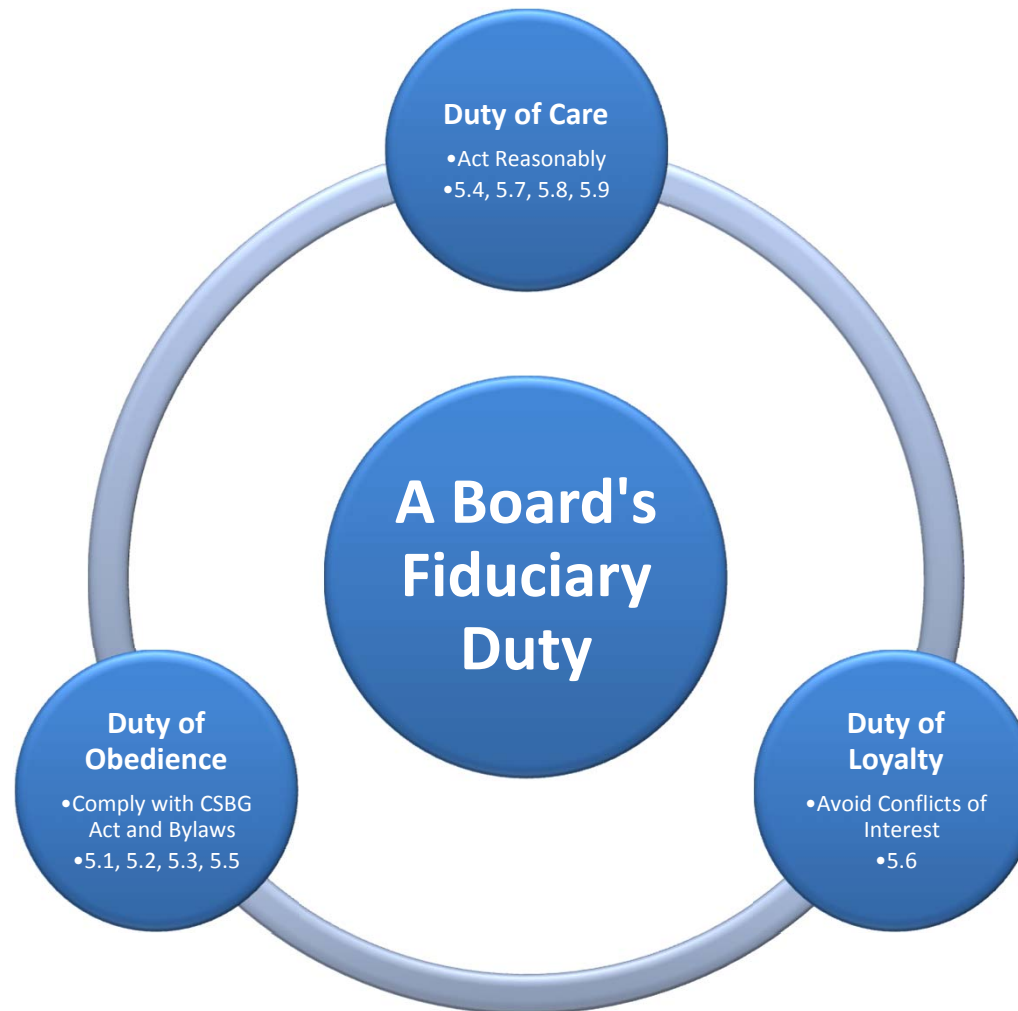 Duty of Care
•Act Reasonably
•5.4, 5.7, 5.8, 5.9
A Board's
Fiduciary
Duty
Duty of
Obedience
•Comply with CSBG
Act and Bylaws
•5.1, 5.2, 5.3, 5.5
Duty of
Loyalty
•Avoid Conflicts of
Interest
•5.6